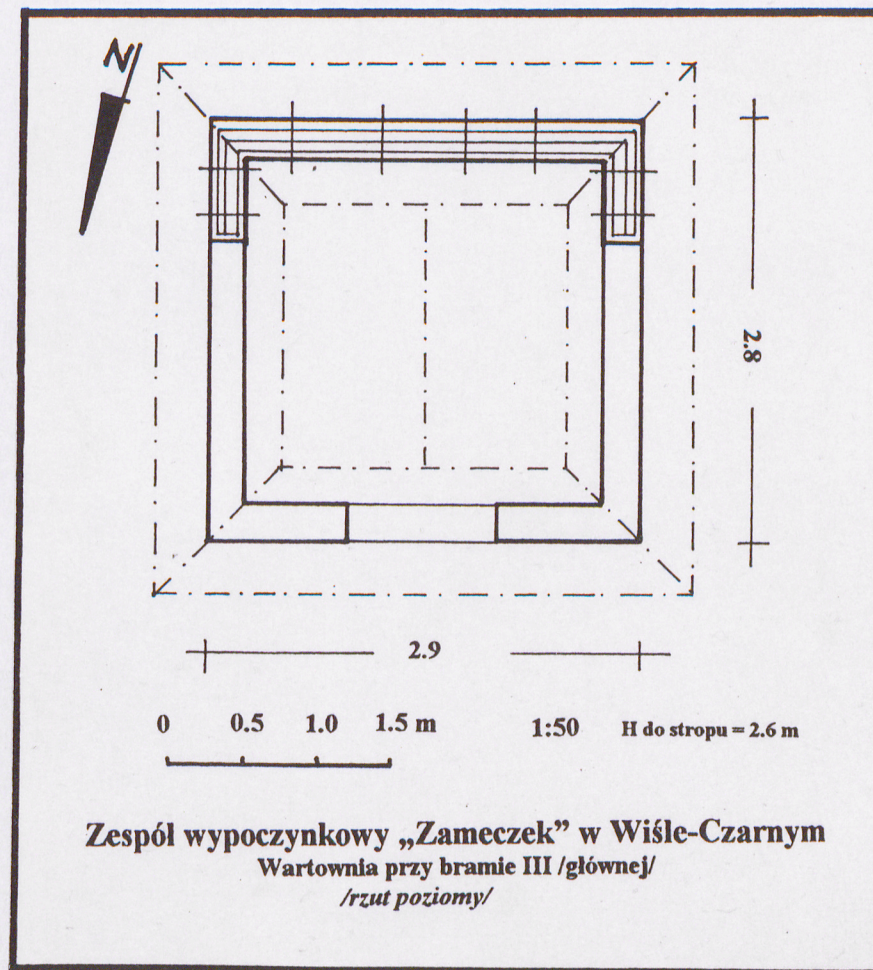 N
2.8
2.9
0 0.5 1.0 1.5 m 1:50 H do stropu = 2.6 m
Zespół wypoczynkowy „Zameczek” w Wiśle-Czarnym
Wartownia przy bramie III /głównej/
/rzut poziomy/